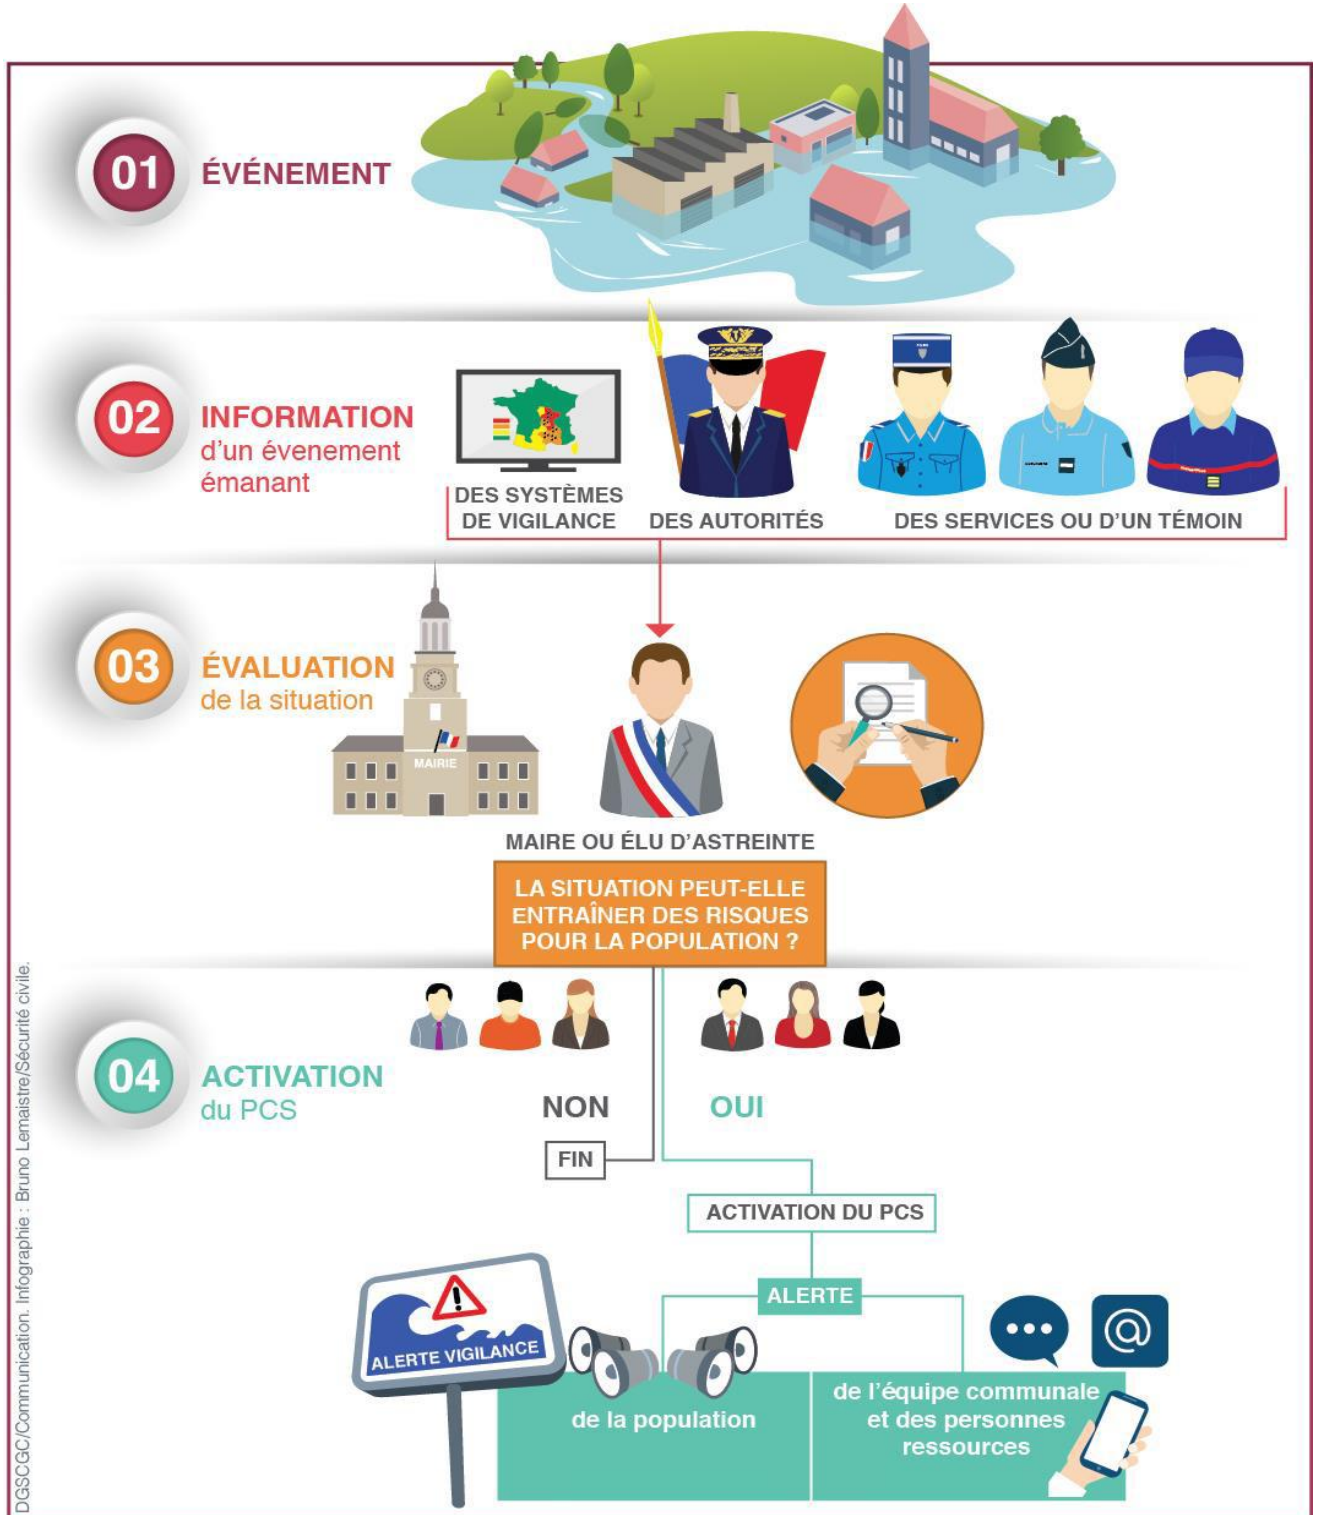 01
ÉVÉNEMENT
02
INFORMATION
d'un évenement
émanant
DES SYSTÈMES
DE VIGILANCE
DES AUTORITÉS
DES SERVICES OU D'UN TÉMOIN
03
ÉVALUATION
de la situation
MAIRIE
MAIRE OU ÉLU D'ASTREINTE
LA SITUATION PEUT-ELLE
ENTRAÎNER DES RISQUES
POUR LA POPULATION ?
04
ACTIVATION
du PCS
NON
OUI
FIN
ACTIVATION DU PCS
ALERTE
ALERTE VIGILANCE
@
de la population
de l'équipe communale
et des personnes
ressources
DGSCGC/Communication. Infographie : Bruno Lemaistre/Sécurité civile.